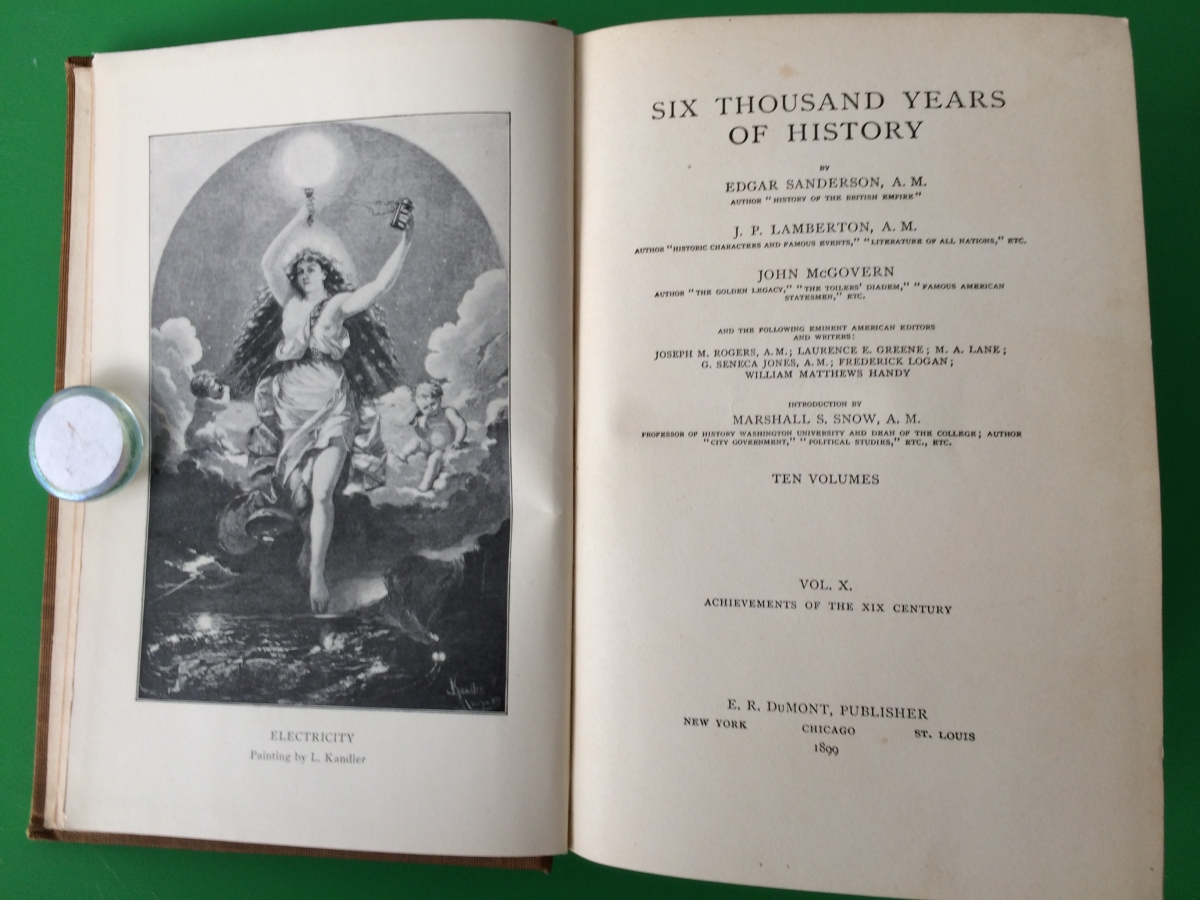 ELECTRICITY
Painting by L. Kandler
SIX THOUSAND YEARS
OF HISTORY
BY
EDGAR SANDERSON, A. M.
AUTHOR "HISTORY OF THE BRITISH EMPIRE"
J. P. LAMBERTON, A. M.
AUTHOR "HISTORIC CHARACTERS AND FAMOUS EVENTS," "LITERATURE OF ALL NATIONS," ETC.
JOHN McGOVERN
AUTHOR "THE GOLDEN LEGACY," "THE TOILERS' DIADEM," "FAMOUS AMERICAN
STATESMEN," ETC.
AND THE FOLLOWING EMINENT AMERICAN EDITORS
AND WRITERS:
JOSEPH M. ROGERS, A.M.; LAURENCE E. GREENE; M. A. LANE;
G. SENECA JONES, A.M.; FREDERICK LOGAN;
WILLIAM MATTHEWS HANDY
INTRODUCTION BY
MARSHALL S. SNOW, A. M.
PROFESSOR OF HISTORY WASHINGTON UNIVERSITY AND DEAN OF THE COLLEGE; AUTHOR
"CITY GOVERNMENT," "POLITICAL STUDIES," ETC., ETC.
TEN VOLUMES
VOL. X.
ACHIEVEMENTS OF THE XIX CENTURY
E. R. DuMONT, PUBLISHER
NEW YORK CHICAGO ST. LOUIS
1899